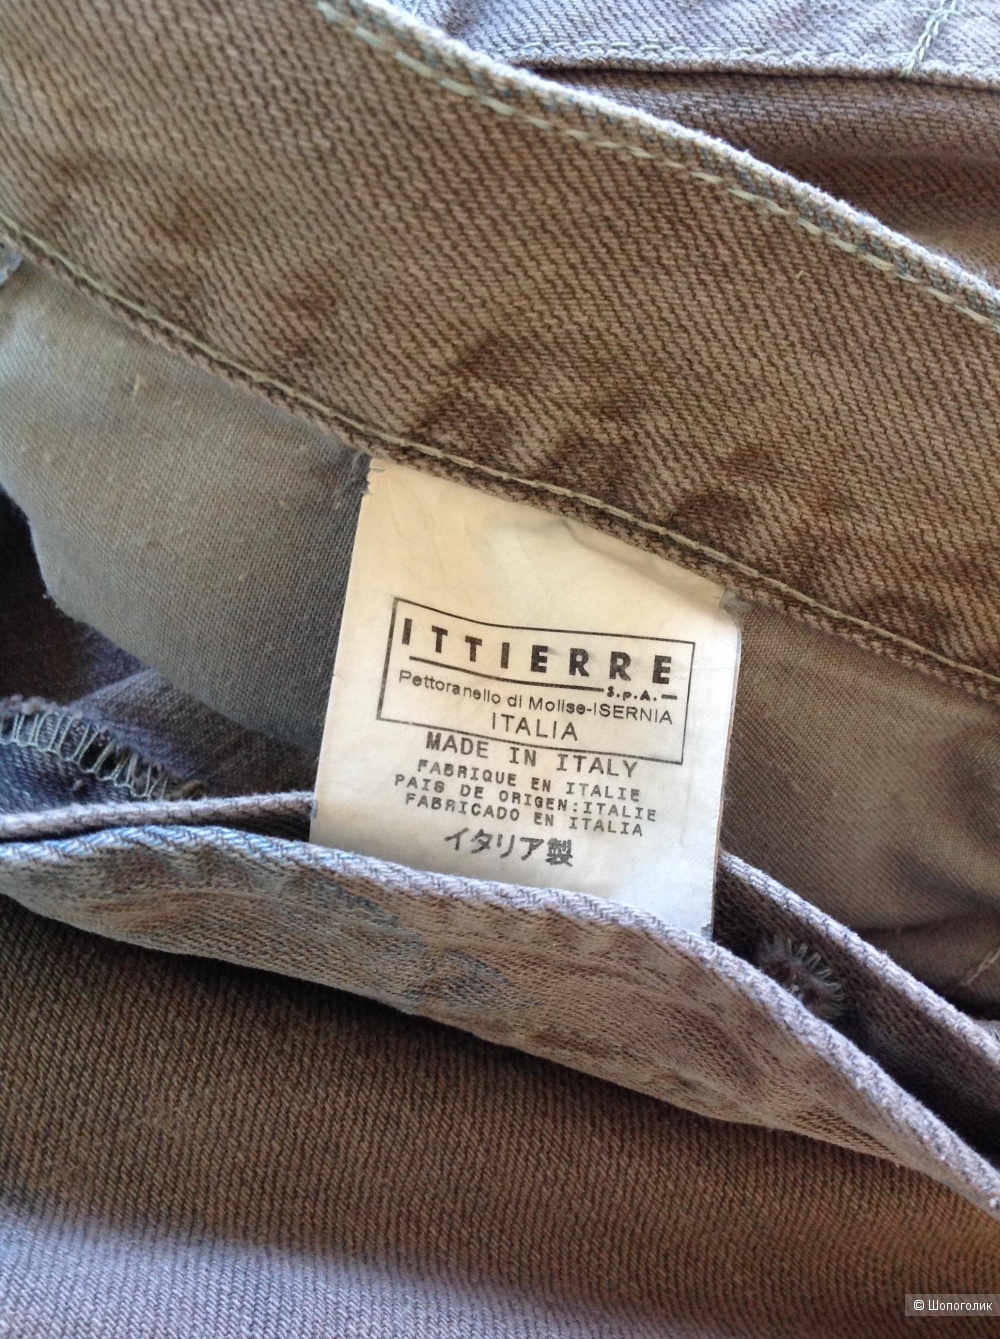 ITTIERRE
S.p.A.
Pettoranello di Molise-ISERNIA
ITALIA
MADE IN ITALY
FABRIQUE EN ITALIE
PAIS DE ORIGEN:ITALIE
FABRICADO EN ITALIA
イタリア製
© Шопоголик